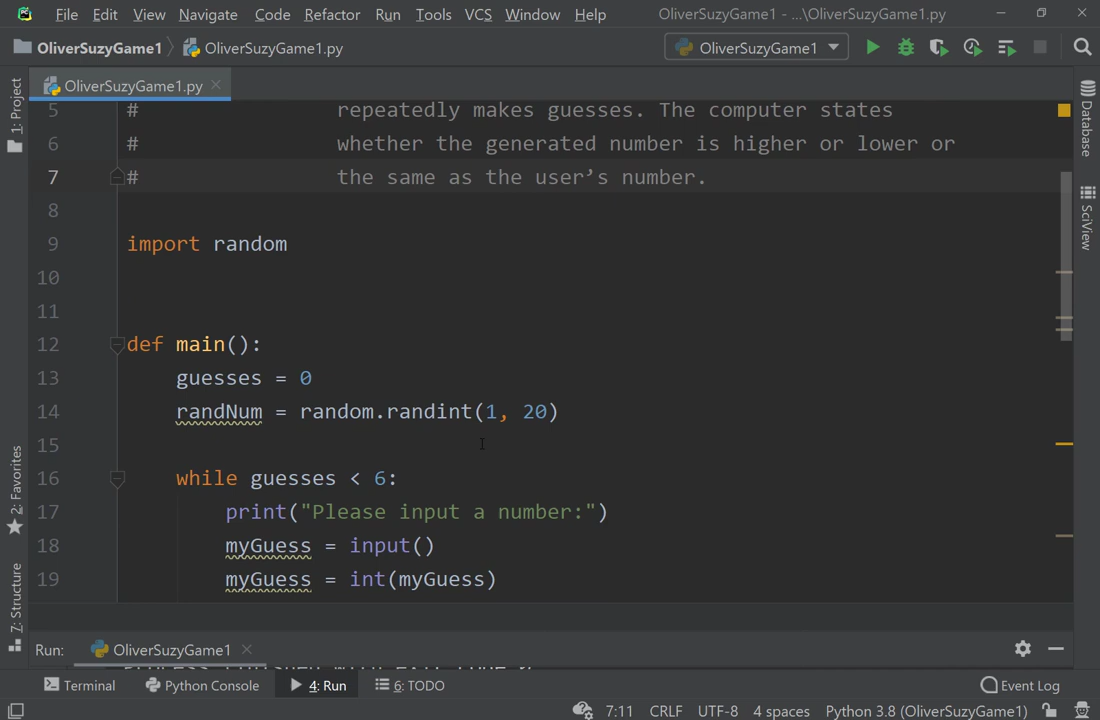 File Edit View Navigate Code Refactor Run Tools VCS Window Help OliverSuzyGame1 - ...\OliverSuzyGame1.py
OliverSuzyGame1 OliverSuzyGame1.py OliverSuzyGame1
OliverSuzyGame1.py
1: Project
Database
SciView
2: Favorites
7: Structure
5 # repeatedly makes guesses. The computer states
6 # whether the generated number is higher or lower or
7 # the same as the user’s number.
8
9 import random
10
11
12 def main():
13 guesses = 0
14 randNum = random.randint(1, 20)
15
16 while guesses < 6:
17 print("Please input a number:")
18 myGuess = input()
19 myGuess = int(myGuess)
Run: OliverSuzyGame1
Terminal Python Console 4: Run 6: TODO Event Log
7:11 CRLF UTF-8 4 spaces Python 3.8 (OliverSuzyGame1)